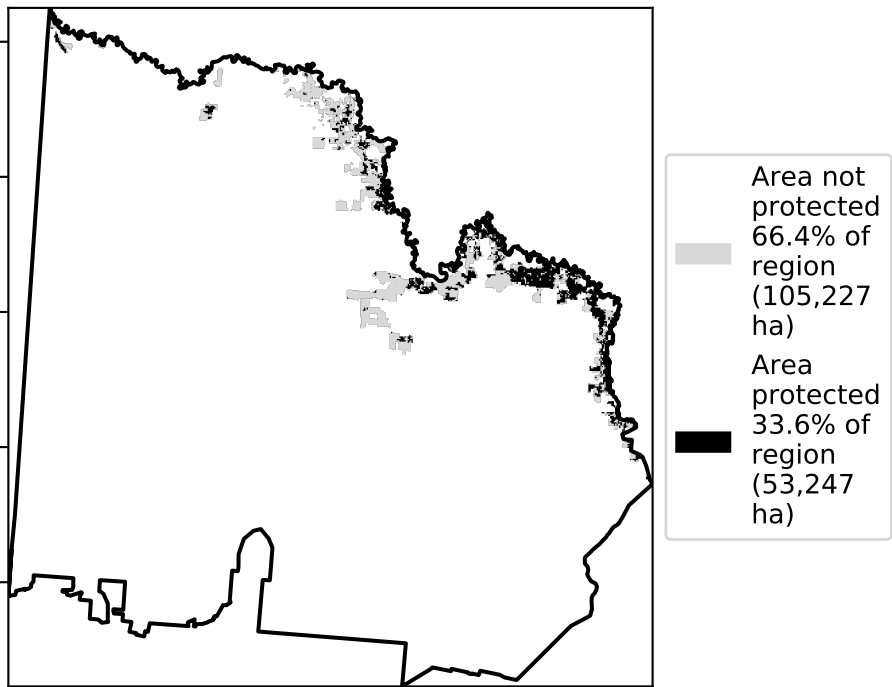 Area not
protected
66.4% of
region
(105,227
ha)
Area
protected
33.6% of
region
(53,247
ha)